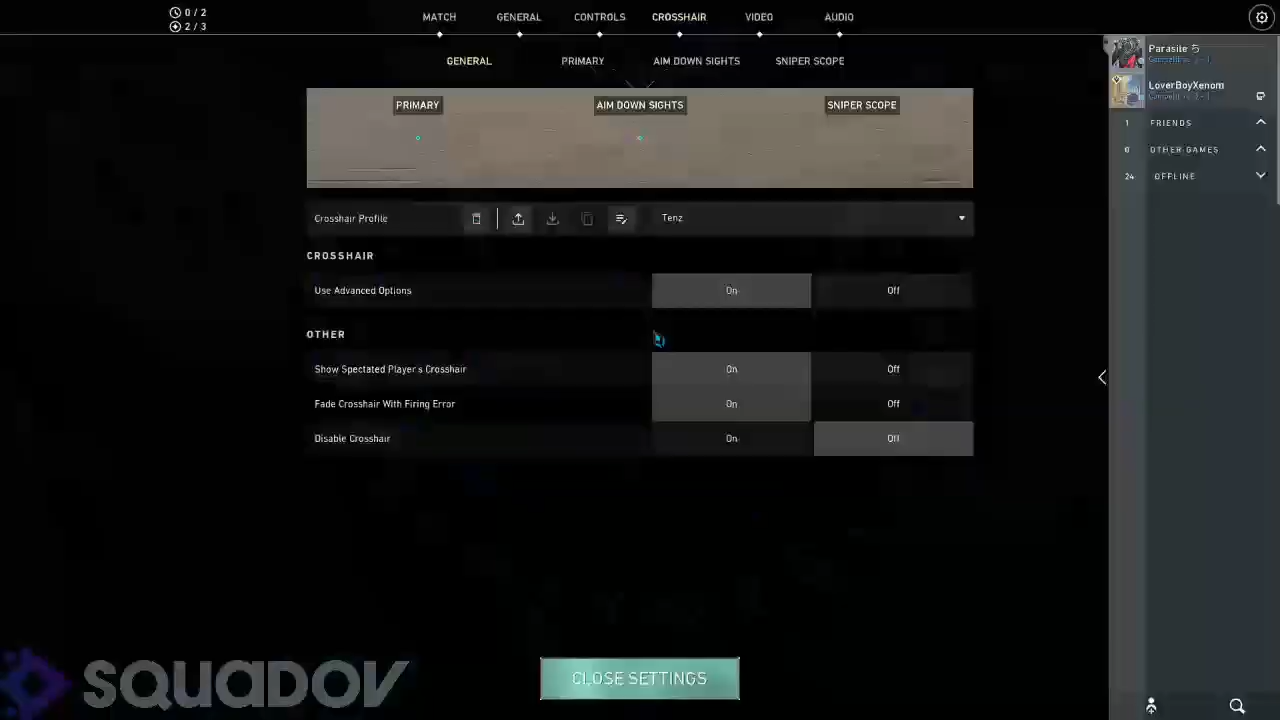 0 / 2
2 / 3
MATCH GENERAL CONTROLS CROSSHAIR VIDEO AUDIO
GENERAL PRIMARY AIM DOWN SIGHTS SNIPER SCOPE
PRIMARY AIM DOWN SIGHTS SNIPER SCOPE
Crosshair Profile Tenz
CROSSHAIR
Use Advanced Options On Off
OTHER
Show Spectated Player's Crosshair On Off
Fade Crosshair With Firing Error On Off
Disable Crosshair On Off
CLOSE SETTINGS
SQUADOV
Parasite
LoverBoyXenom
1 FRIENDS
0 OTHER GAMES
24 OFFLINE